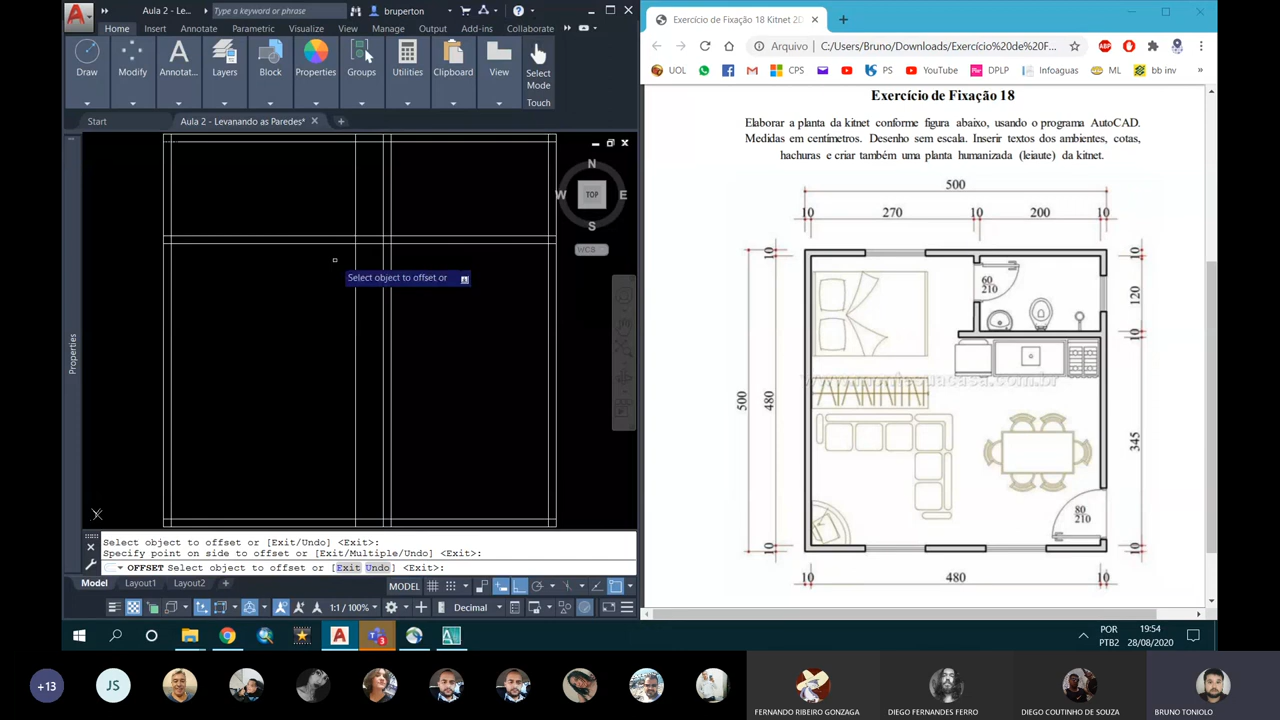 Aula 2 - Le...
Type a keyword or phrase
bruperton
Home Insert Annotate Parametric View Manage Output Add-ins Collaborate
Draw Modify Annotat... Layers Block Properties Groups Utilities Clipboard View Select
Mode
Touch
Start Aula 2 - Levanando as Paredes*
N
W TOP E
S
WCS
Select object to offset or
Properties
X
Select object to offset or [Exit/Undo] <Exit>:
Specify point on side to offset or [Exit/Multiple/Undo] <Exit>:
OFFSET Select object to offset or [Exit Undo] <Exit>:
Model Layout1 Layout2
MODEL
1:1 / 100% Decimal
Exercício de Fixação 18 Kitnet 2D
Arquivo C:/Users/Bruno/Downloads/Exercício%20de%20F...
UOL CPS PS YouTube DPLP Infoaguas ML bb inv
Exercício de Fixação 18
Elaborar a planta da kitnet conforme figura abaixo, usando o programa AutoCAD.
Medidas em centímetros. Desenho sem escala. Inserir textos dos ambientes, cotas,
hachuras e criar também uma planta humanizada (leiaute) da kitnet.
500
10 270 10 200 10
10 10
60
210
120
10
500 480
345
80
210
10 10
10 480 10
POR
PTB2
19:54
28/08/2020
3
+13
JS
FERNANDO RIBEIRO GONZAGA
DIEGO FERNANDES FERRO
DIEGO COUTINHO DE SOUZA
BRUNO TONIOLO